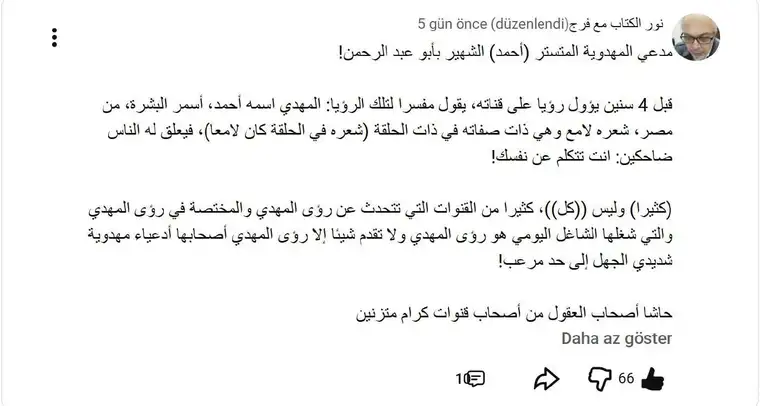 نور الكتاب مع فرج(düzenlendi) 5 gün önce
مدعي المهدوية المتستر (أحمد) الشهير بأبو عبد الرحمن!
قبل 4 سنين يؤول رؤيا على قناته، يقول مفسرا لتلك الرؤيا: المهدي اسمه أحمد، أسمر البشرة، من
مصر، شعره لامع وهي ذات صفاته في ذات الحلقة (شعره في الحلقة كان لامعا)، فيعلق له الناس
ضاحكين: انت تتكلم عن نفسك!
(كثيرا) وليس ((كل))، كثيرا من القنوات التي تتحدث عن رؤى المهدي والمختصة في رؤى المهدي
والتي شغلها الشاغل اليومي هو رؤى المهدي ولا تقدم شيئا إلا رؤى المهدي أصحابها أدعياء مهدوية
شديدي الجهل إلى حد مرعب!
حاشا أصحاب العقول من أصحاب قنوات كرام متزنين
Daha az göster
66
10